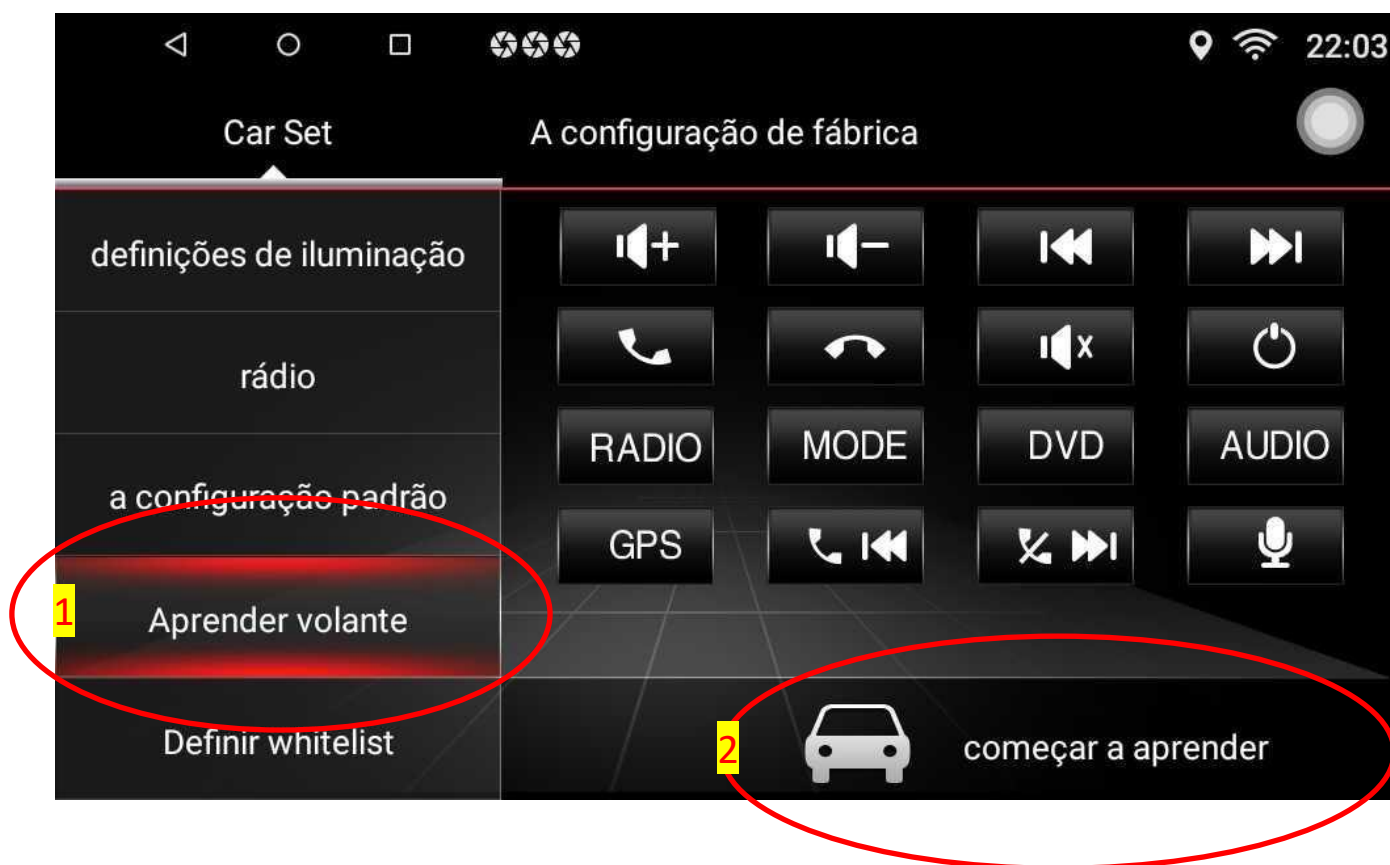 22:03
Car Set
A configuração de fábrica
definições de iluminação
rádio
a configuração padrão
1
Aprender volante
Definir whitelist
RADIO
MODE
DVD
AUDIO
GPS
2
começar a aprender